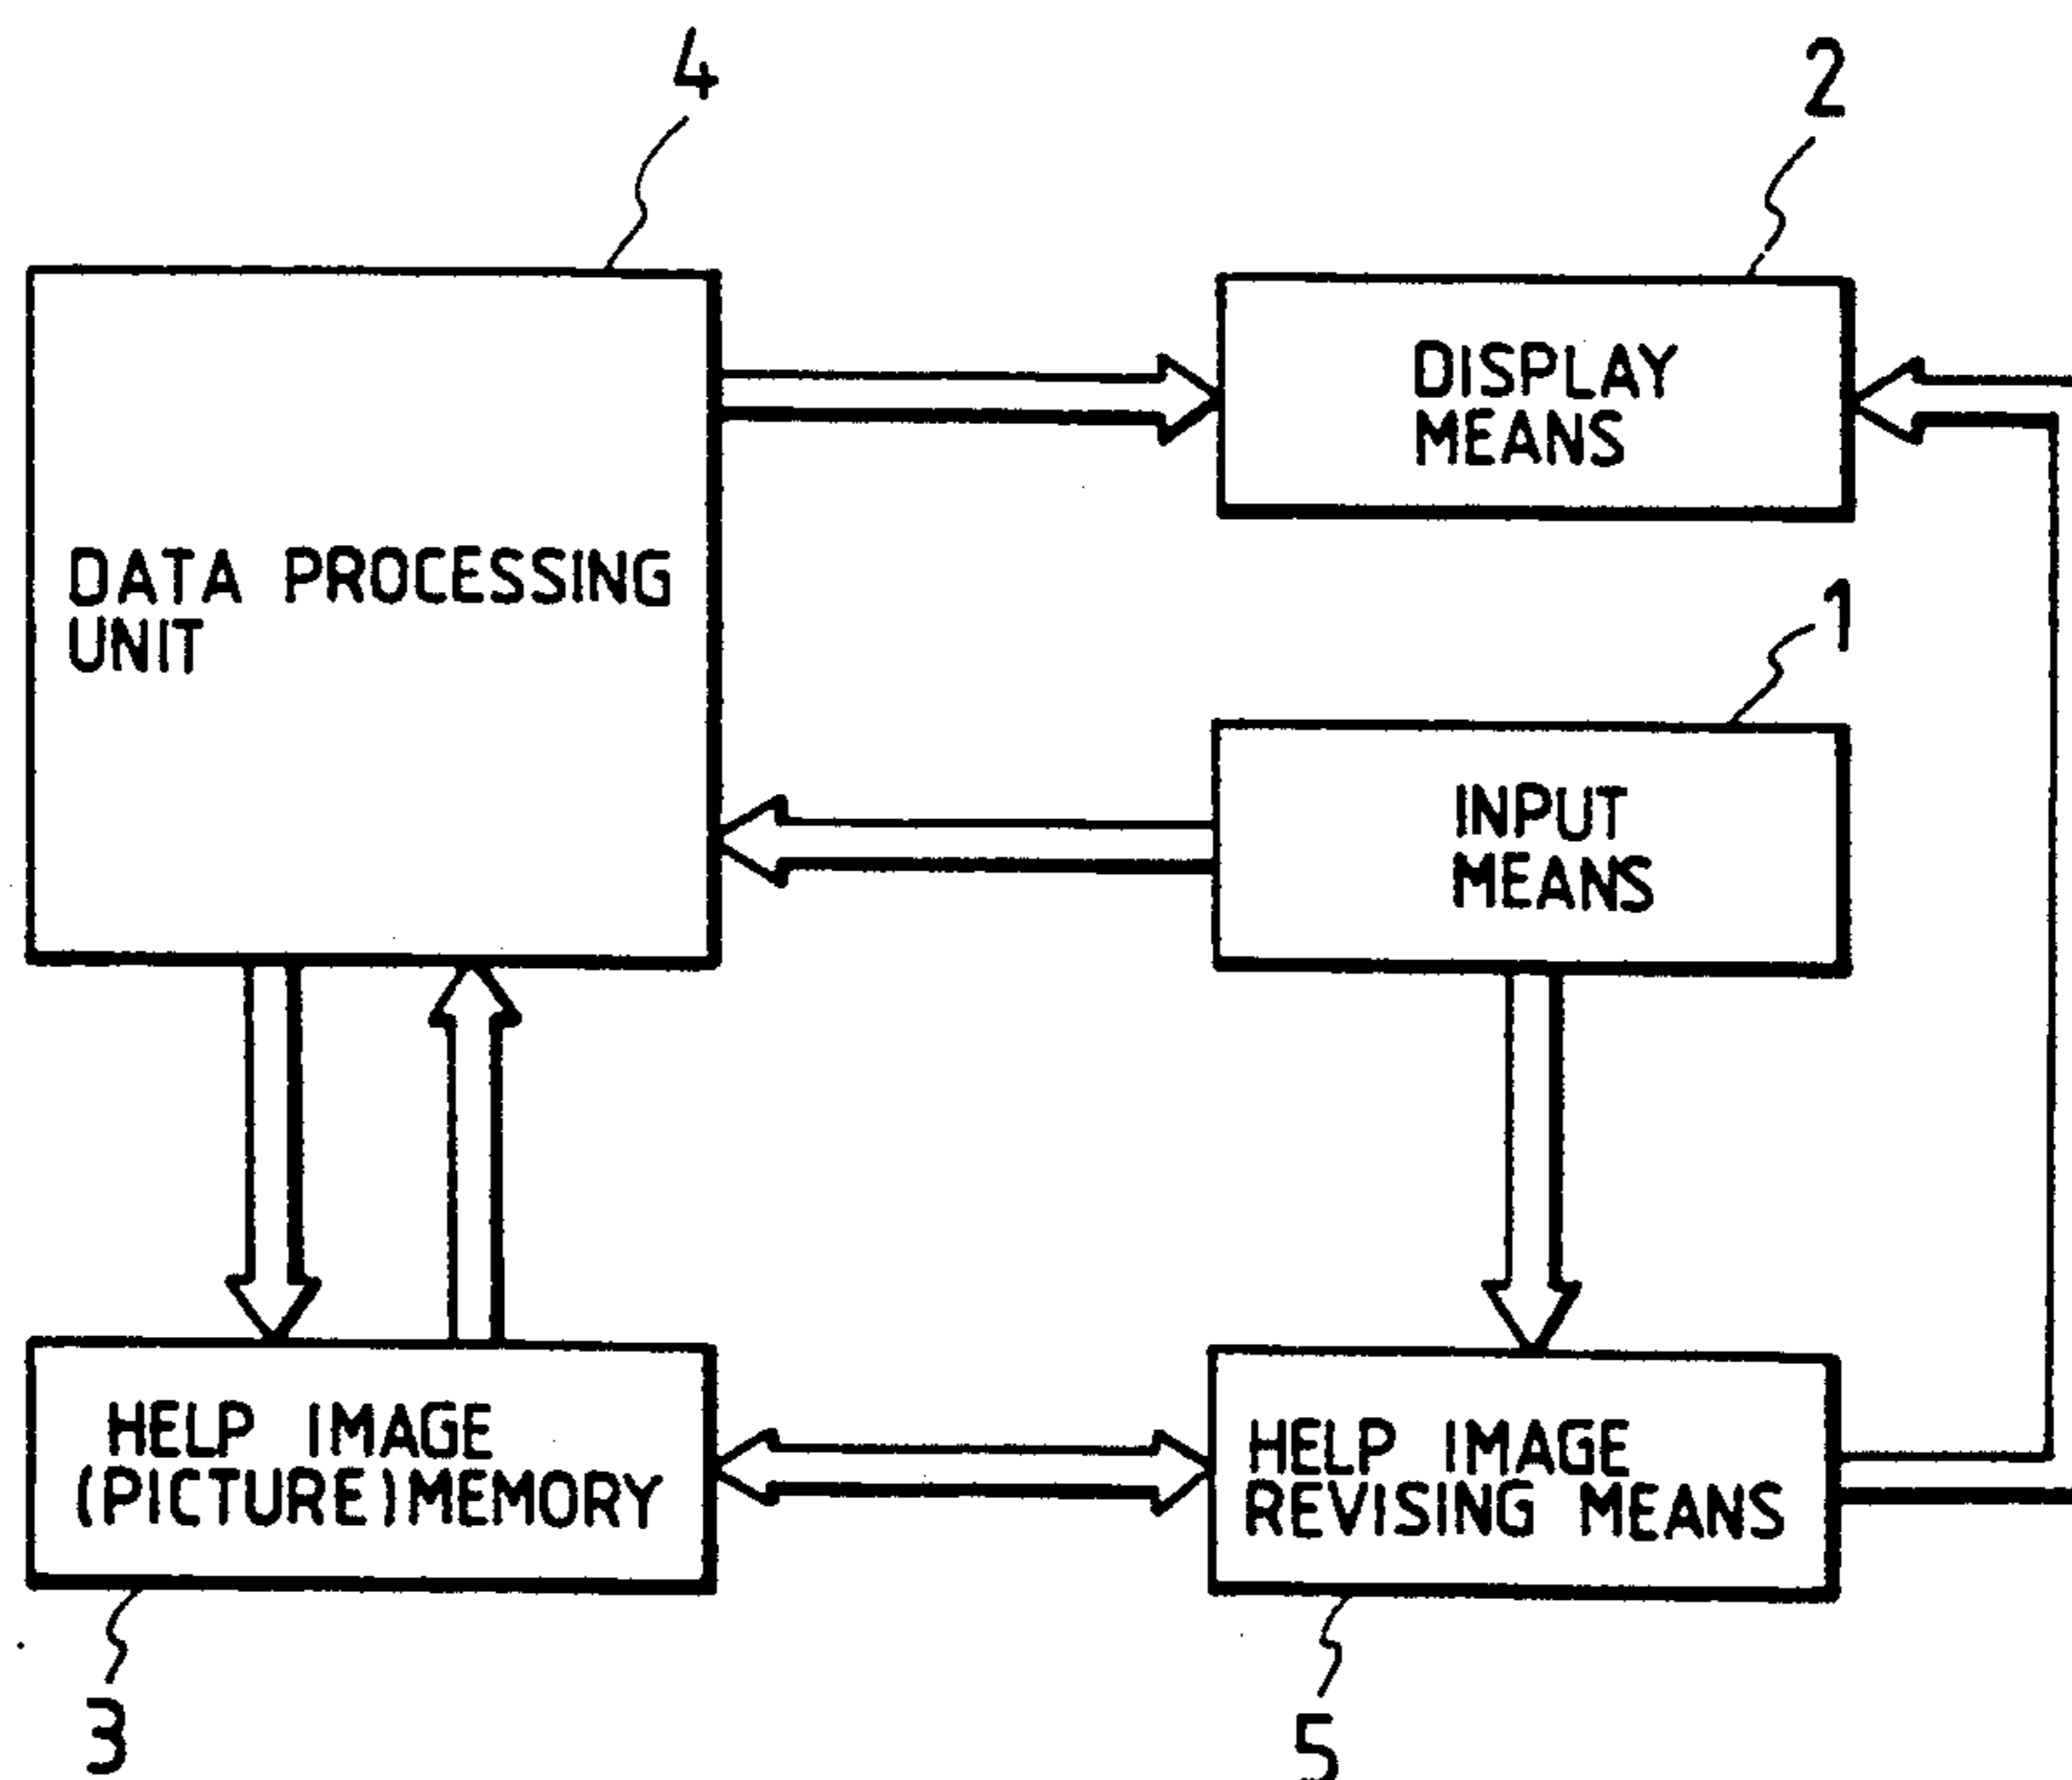 4
2
DISPLAY
MEANS
DATA PROCESSING
UNIT
1
INPUT
MEANS
HELP IMAGE
(PICTURE)MEMORY
HELP IMAGE
REVISING MEANS
3
5